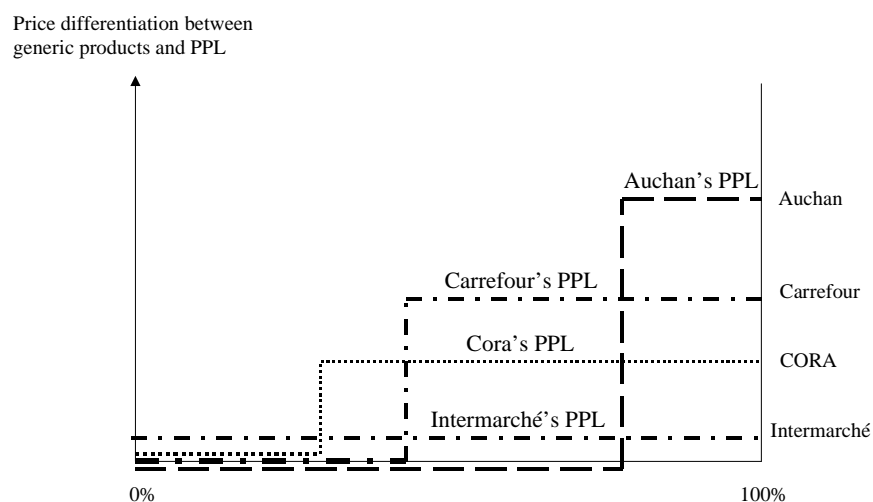 Price differentiation between
generic products and PPL
Auchan’s PPL
Auchan
Carrefour’s PPL
Carrefour
Cora’s PPL
CORA
Intermarché’s PPL
Intermarché
0%
100%